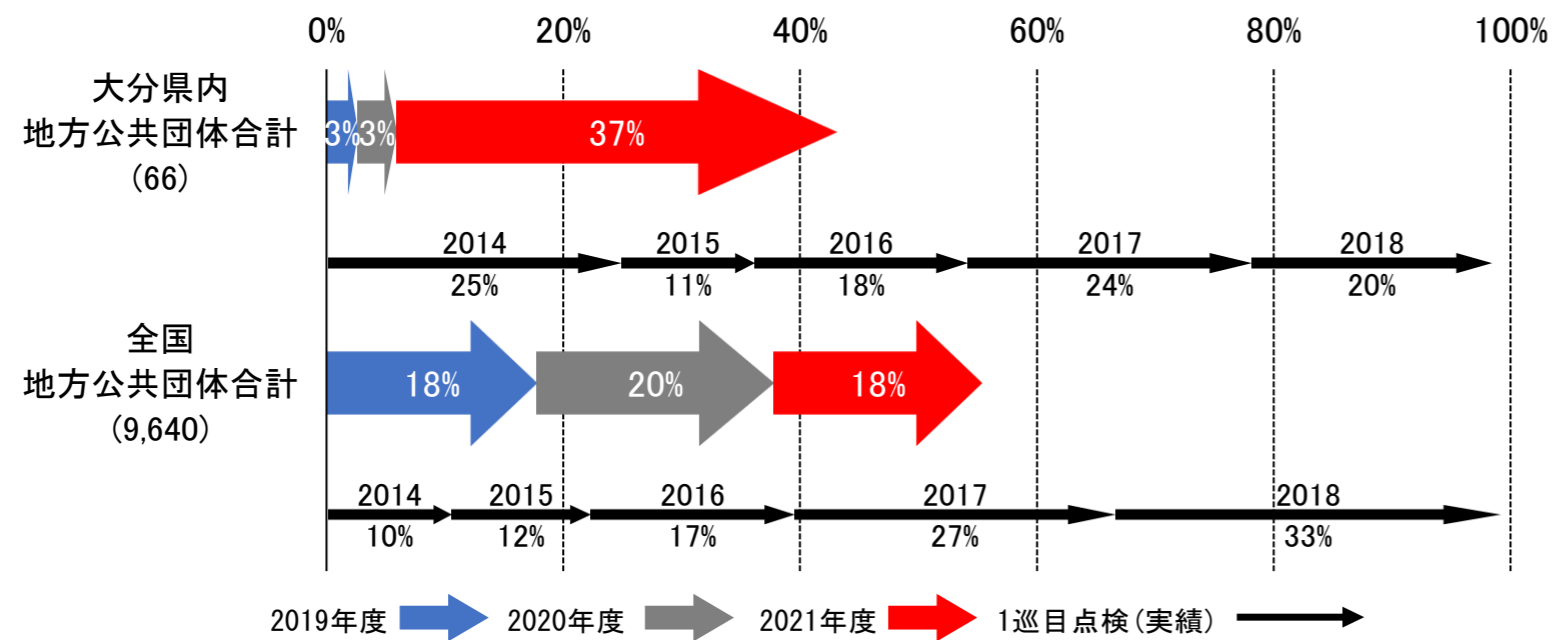 0% 20% 40% 60% 80% 100%
大分県内
地方公共団体合計
(66)
3% 3% 37%
2014 2015 2016 2017 2018
25% 11% 18% 24% 20%
全国
地方公共団体合計
(9,640)
18% 20% 18%
2014 2015 2016 2017 2018
10% 12% 17% 27% 33%
2019年度 2020年度 2021年度 1巡目点検(実績)